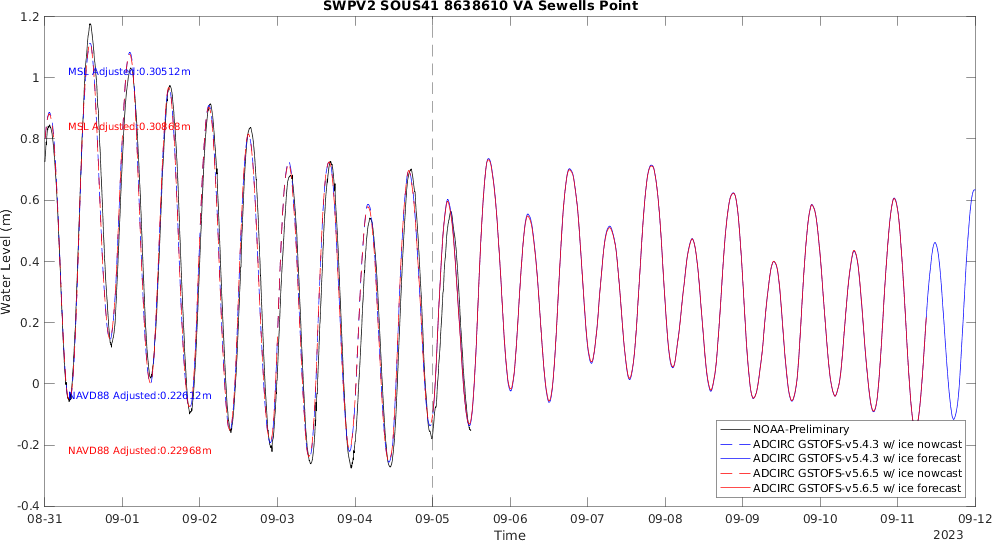 SWPV2 SOUS41 8638610 VA Sewells Point
Water Level (m)
1.2
1
0.8
0.6
0.4
0.2
0
-0.2
-0.4
MSL Adjusted:0.30512m
MSL Adjusted:0.30868m
NAVD88 Adjusted:0.22612m
NAVD88 Adjusted:0.22968m
NOAA-Preliminary
ADCIRC GSTOFS-v5.4.3 w/ ice nowcast
ADCIRC GSTOFS-v5.4.3 w/ ice forecast
ADCIRC GSTOFS-v5.6.5 w/ ice nowcast
ADCIRC GSTOFS-v5.6.5 w/ ice forecast
08-31 09-01 09-02 09-03 09-04 09-05 09-06 09-07 09-08 09-09 09-10 09-11 09-12
Time
2023